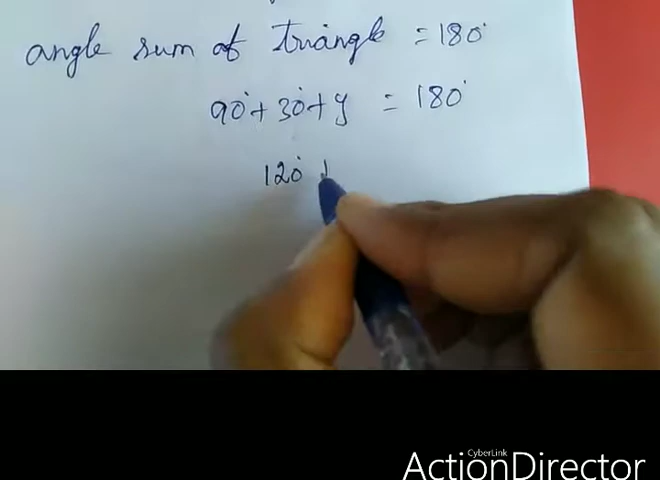 angle sum of triangle = 180°
90° + 30° + y = 180°
120°
CyberLink
ActionDirector